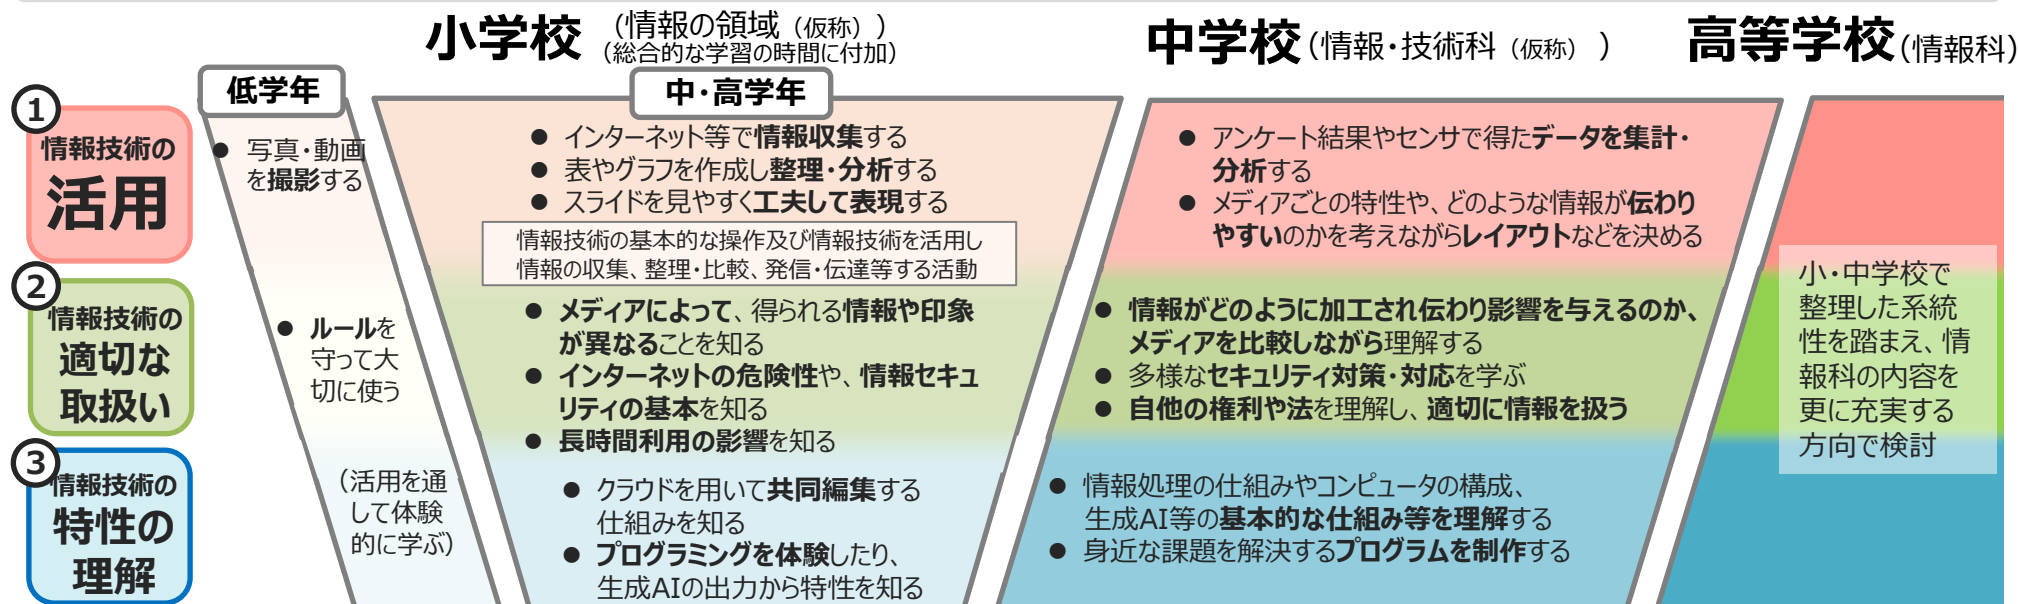 小学校 (情報の領域（仮称）)
(総合的な学習の時間に付加)
中学校(情報・技術科（仮称）)
高等学校(情報科)
低学年
中・高学年
①
情報技術の
活用
● 写真・動画
を撮影する
● インターネット等で情報収集する
● 表やグラフを作成し整理・分析する
● スライドを見やすく工夫して表現する
情報技術の基本的な操作及び情報技術を活用し
情報の収集、整理・比較、発信・伝達等する活動
● アンケート結果やセンサで得たデータを集計・
分析する
● メディアごとの特性や、どのような情報が伝わり
やすいのかを考えながらレイアウトなどを決める
②
情報技術の
適切な
取扱い
● ルールを
守って大
切に使う
● メディアによって、得られる情報や印象
が異なることを知る
● インターネットの危険性や、情報セキュ
リティの基本を知る
● 長時間利用の影響を知る
● 情報がどのように加工され伝わり影響を与えるのか、
メディアを比較しながら理解する
● 多様なセキュリティ対策・対応を学ぶ
● 自他の権利や法を理解し、適切に情報を扱う
小・中学校で
整理した系統
性を踏まえ、情
報科の内容を
更に充実する
方向で検討
③
情報技術の
特性の
理解
（活用を通
して体験
的に学ぶ）
● クラウドを用いて共同編集する
仕組みを知る
● プログラミングを体験したり、
生成AIの出力から特性を知る
● 情報処理の仕組みやコンピュータの構成、
生成AI等の基本的な仕組み等を理解する
● 身近な課題を解決するプログラムを制作する